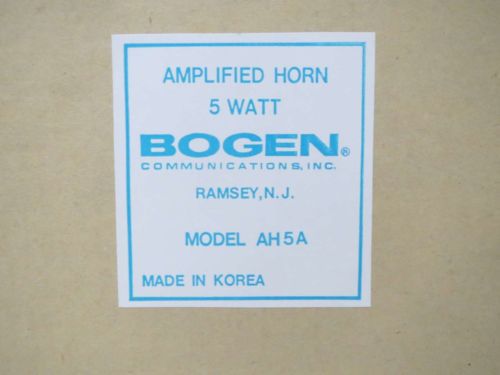 AMPLIFIED HORN
5 WATT
BOGEN®
COMMUNICATIONS, INC.
RAMSEY, N.J.
MODEL AH5A
MADE IN KOREA